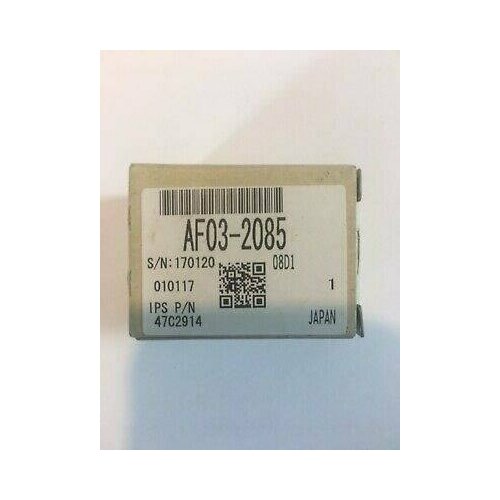 AF03-2085
S/N:170120 08D1
010117 1
IPS P/N
47C2914 JAPAN